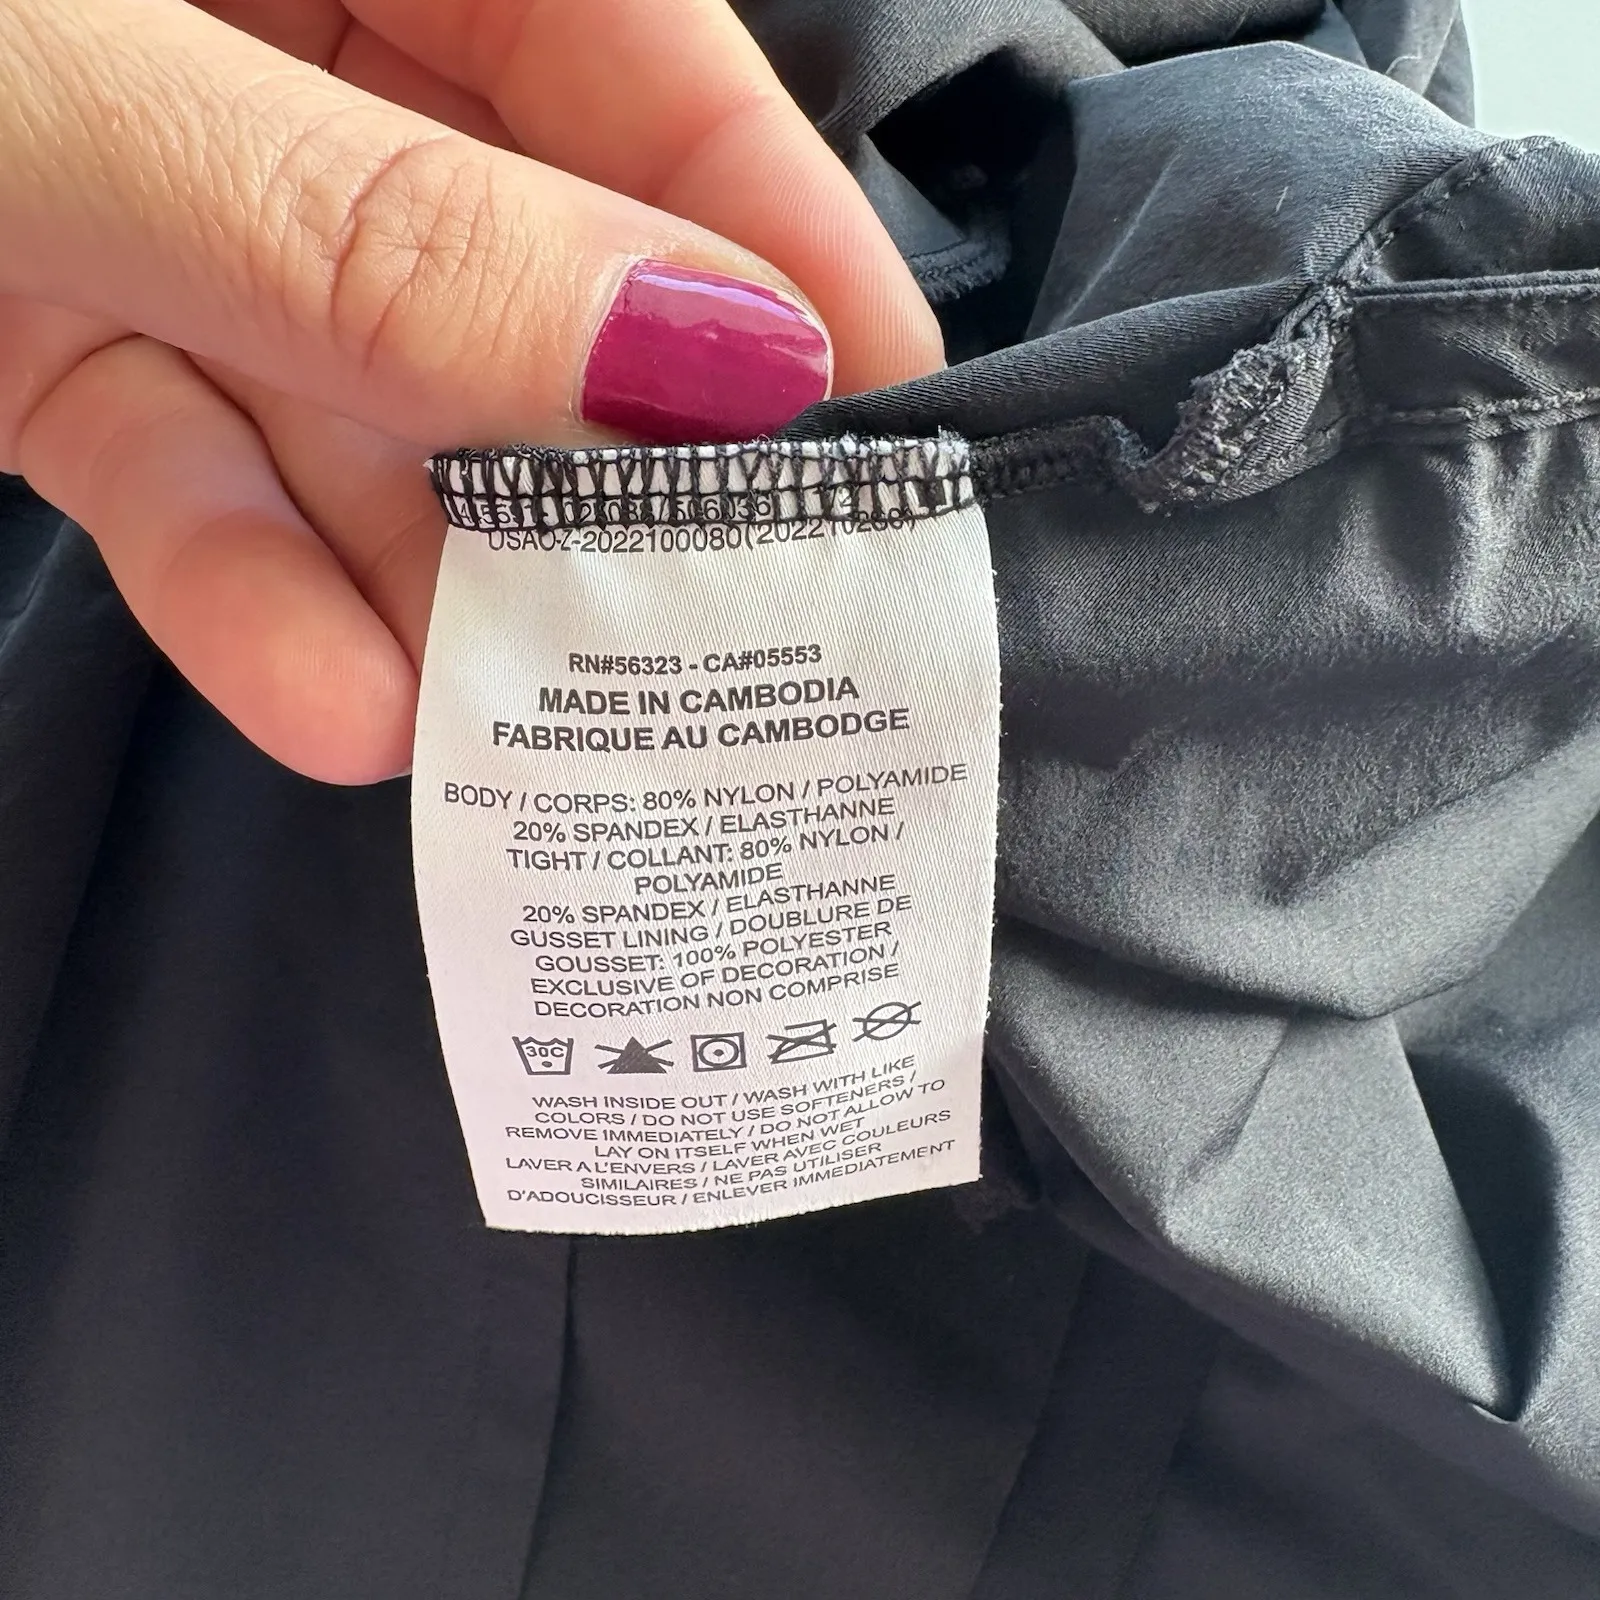 USAO-Z-2022100080(
RN#56323 - CA#05553
MADE IN CAMBODIA
FABRIQUE AU CAMBODGE
BODY / CORPS: 80% NYLON / POLYAMIDE
20% SPANDEX / ELASTHANNE
TIGHT / COLLANT: 80% NYLON /
POLYAMIDE
20% SPANDEX / ELASTHANNE
GUSSET LINING / DOUBLURE DE
GOUSSET: 100% POLYESTER
EXCLUSIVE OF DECORATION /
DECORATION NON COMPRISE
30C
WASH INSIDE OUT / WASH WITH LIKE
COLORS / DO NOT USE SOFTENERS /
REMOVE IMMEDIATELY / DO NOT ALLOW TO
LAY ON ITSELF WHEN WET
LAVER A L'ENVERS / LAVER AVEC COULEURS
SIMILAIRES / NE PAS UTILISER
D'ADOUCISSEUR / ENLEVER IMMEDIATEMENT